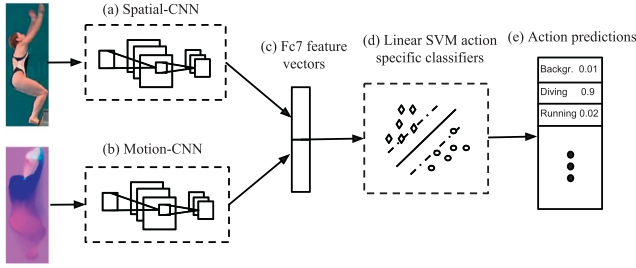 (a) Spatial-CNN
(b) Motion-CNN
(c) Fc7 feature
vectors
(d) Linear SVM action
specific classifiers
(e) Action predictions
Backgr. 0.01
Diving 0.9
Running 0.02